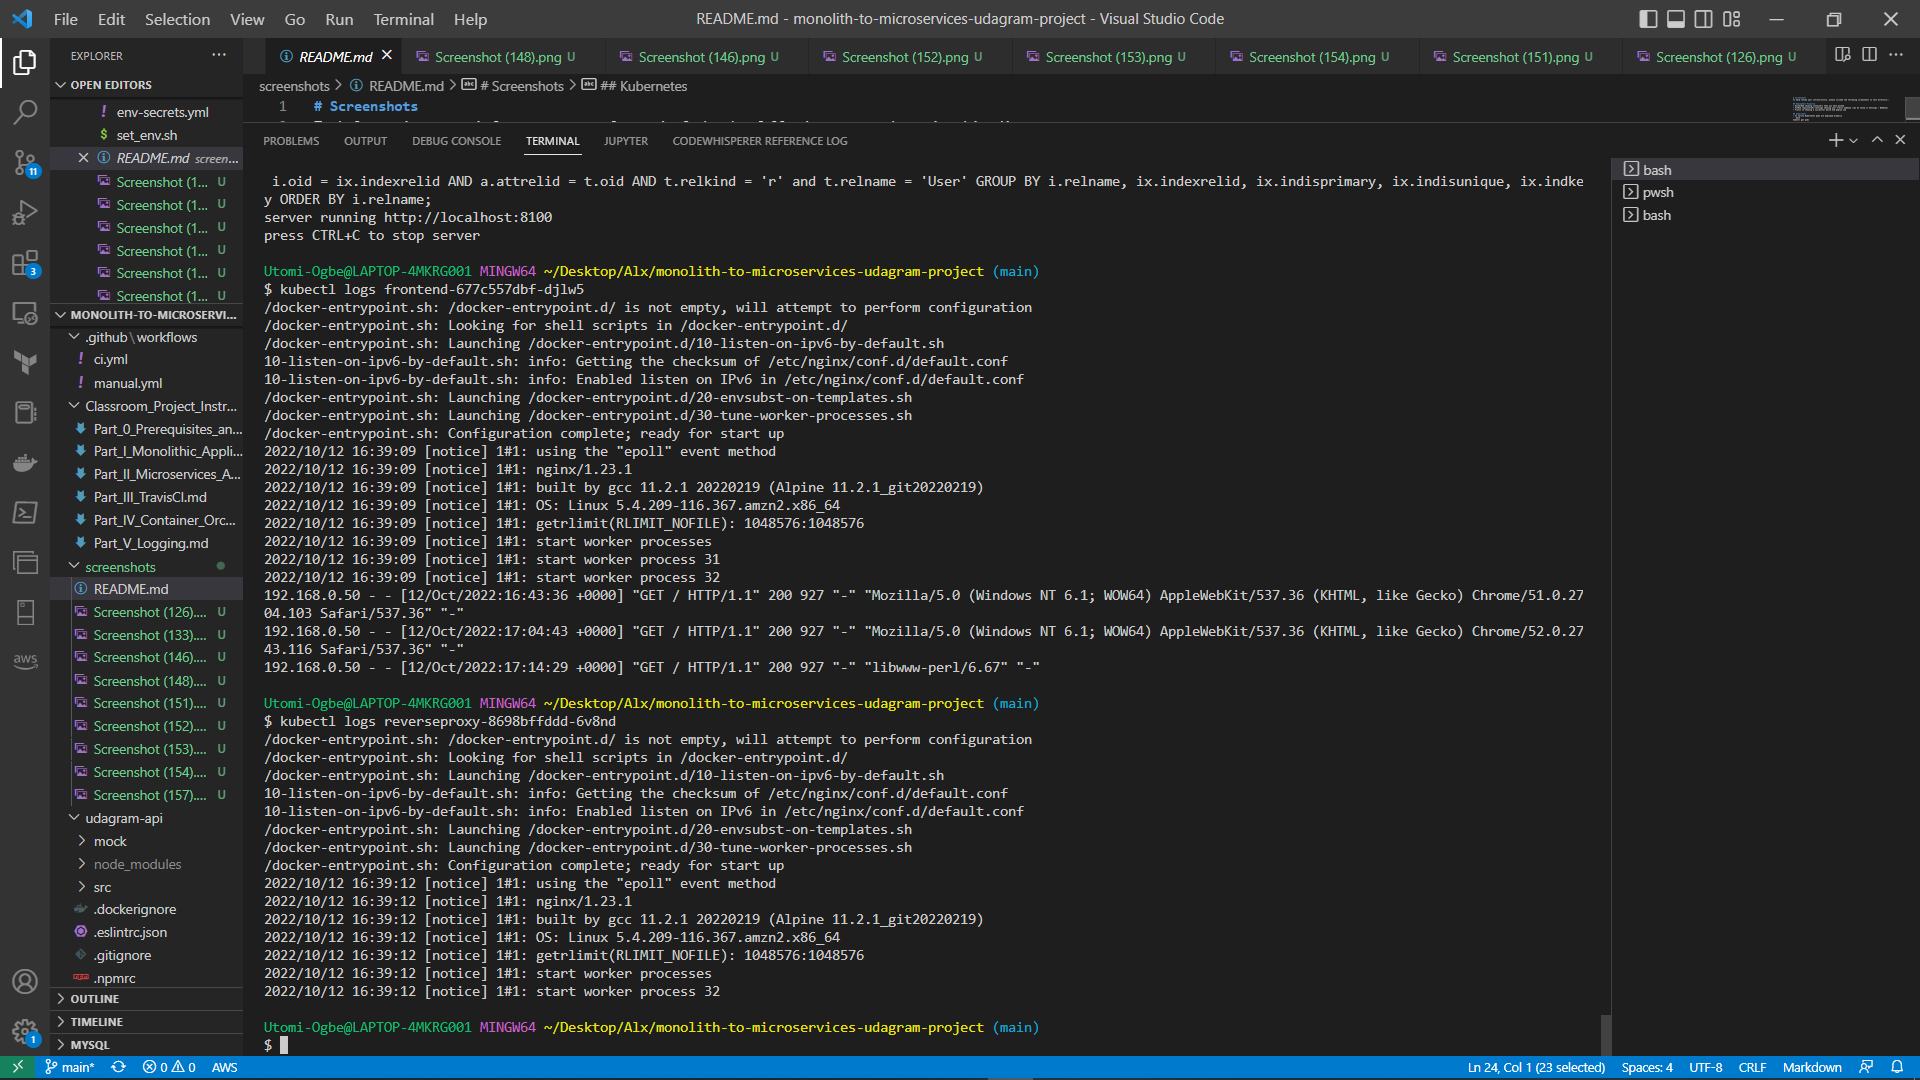 File Edit Selection View Go Run Terminal Help README.md - monolith-to-microservices-udagram-project - Visual Studio Code
EXPLORER
README.md Screenshot (148).png U Screenshot (146).png U Screenshot (152).png U Screenshot (153).png U Screenshot (154).png U Screenshot (151).png U Screenshot (126).png U
OPEN EDITORS
env-secrets.yml
$ set_env.sh
README.md screen...
Screenshot (1... U
Screenshot (1... U
Screenshot (1... U
Screenshot (1... U
Screenshot (1... U
Screenshot (1... U
MONOLITH-TO-MICROSERVI...
.github\workflows
! ci.yml
! manual.yml
Classroom_Project_Instr...
Part_0_Prerequisites_an...
Part_I_Monolithic_Appli...
Part_II_Microservices_A...
Part_III_TravisCI.md
Part_IV_Container_Orc...
Part_V_Logging.md
screenshots
README.md
Screenshot (126).... U
Screenshot (133).... U
Screenshot (146).... U
Screenshot (148).... U
Screenshot (151).... U
Screenshot (152).... U
Screenshot (153).... U
Screenshot (154).... U
Screenshot (157).... U
udagram-api
mock
node_modules
src
.dockerignore
.eslintrc.json
.gitignore
.npmrc
OUTLINE
TIMELINE
MYSQL
11
3
aws
1
screenshots > README.md > # Screenshots > ## Kubernetes
1 # Screenshots
PROBLEMS OUTPUT DEBUG CONSOLE TERMINAL JUPYTER CODEWHISPERER REFERENCE LOG
i.oid = ix.indexrelid AND a.attrelid = t.oid AND t.relkind = 'r' and t.relname = 'User' GROUP BY i.relname, ix.indexrelid, ix.indisprimary, ix.indisunique, ix.indke
y ORDER BY i.relname;
server running http://localhost:8100
press CTRL+C to stop server
Utomi-Ogbe@LAPTOP-4MKRG001 MINGW64 ~/Desktop/Alx/monolith-to-microservices-udagram-project (main)
$ kubectl logs frontend-677c557dbf-djlw5
/docker-entrypoint.sh: /docker-entrypoint.d/ is not empty, will attempt to perform configuration
/docker-entrypoint.sh: Looking for shell scripts in /docker-entrypoint.d/
/docker-entrypoint.sh: Launching /docker-entrypoint.d/10-listen-on-ipv6-by-default.sh
10-listen-on-ipv6-by-default.sh: info: Getting the checksum of /etc/nginx/conf.d/default.conf
10-listen-on-ipv6-by-default.sh: info: Enabled listen on IPv6 in /etc/nginx/conf.d/default.conf
/docker-entrypoint.sh: Launching /docker-entrypoint.d/20-envsubst-on-templates.sh
/docker-entrypoint.sh: Launching /docker-entrypoint.d/30-tune-worker-processes.sh
/docker-entrypoint.sh: Configuration complete; ready for start up
2022/10/12 16:39:09 [notice] 1#1: using the "epoll" event method
2022/10/12 16:39:09 [notice] 1#1: nginx/1.23.1
2022/10/12 16:39:09 [notice] 1#1: built by gcc 11.2.1 20220219 (Alpine 11.2.1_git20220219)
2022/10/12 16:39:09 [notice] 1#1: OS: Linux 5.4.209-116.367.amzn2.x86_64
2022/10/12 16:39:09 [notice] 1#1: getrlimit(RLIMIT_NOFILE): 1048576:1048576
2022/10/12 16:39:09 [notice] 1#1: start worker processes
2022/10/12 16:39:09 [notice] 1#1: start worker process 31
2022/10/12 16:39:09 [notice] 1#1: start worker process 32
192.168.0.50 - - [12/Oct/2022:16:43:36 +0000] "GET / HTTP/1.1" 200 927 "-" "Mozilla/5.0 (Windows NT 6.1; WOW64) AppleWebKit/537.36 (KHTML, like Gecko) Chrome/51.0.27
04.103 Safari/537.36" "-"
192.168.0.50 - - [12/Oct/2022:17:04:43 +0000] "GET / HTTP/1.1" 200 927 "-" "Mozilla/5.0 (Windows NT 6.1; WOW64) AppleWebKit/537.36 (KHTML, like Gecko) Chrome/52.0.27
43.116 Safari/537.36" "-"
192.168.0.50 - - [12/Oct/2022:17:14:29 +0000] "GET / HTTP/1.1" 200 927 "-" "libwww-perl/6.67" "-"
Utomi-Ogbe@LAPTOP-4MKRG001 MINGW64 ~/Desktop/Alx/monolith-to-microservices-udagram-project (main)
$ kubectl logs reverseproxy-8698bffddd-6v8nd
/docker-entrypoint.sh: /docker-entrypoint.d/ is not empty, will attempt to perform configuration
/docker-entrypoint.sh: Looking for shell scripts in /docker-entrypoint.d/
/docker-entrypoint.sh: Launching /docker-entrypoint.d/10-listen-on-ipv6-by-default.sh
10-listen-on-ipv6-by-default.sh: info: Getting the checksum of /etc/nginx/conf.d/default.conf
10-listen-on-ipv6-by-default.sh: info: Enabled listen on IPv6 in /etc/nginx/conf.d/default.conf
/docker-entrypoint.sh: Launching /docker-entrypoint.d/20-envsubst-on-templates.sh
/docker-entrypoint.sh: Launching /docker-entrypoint.d/30-tune-worker-processes.sh
/docker-entrypoint.sh: Configuration complete; ready for start up
2022/10/12 16:39:12 [notice] 1#1: using the "epoll" event method
2022/10/12 16:39:12 [notice] 1#1: nginx/1.23.1
2022/10/12 16:39:12 [notice] 1#1: built by gcc 11.2.1 20220219 (Alpine 11.2.1_git20220219)
2022/10/12 16:39:12 [notice] 1#1: OS: Linux 5.4.209-116.367.amzn2.x86_64
2022/10/12 16:39:12 [notice] 1#1: getrlimit(RLIMIT_NOFILE): 1048576:1048576
2022/10/12 16:39:12 [notice] 1#1: start worker processes
2022/10/12 16:39:12 [notice] 1#1: start worker process 32
Utomi-Ogbe@LAPTOP-4MKRG001 MINGW64 ~/Desktop/Alx/monolith-to-microservices-udagram-project (main)
$
bash
pwsh
bash
main* 0 0 AWS Ln 24, Col 1 (23 selected) Spaces: 4 UTF-8 CRLF Markdown